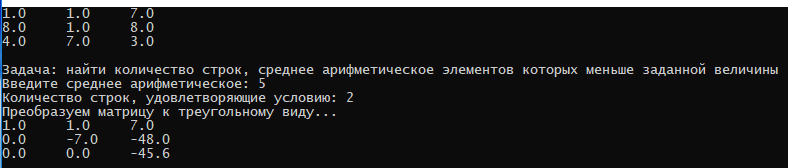 1.0 1.0 7.0
8.0 1.0 8.0
4.0 7.0 3.0
Задача: найти количество строк, среднее арифметическое элементов которых меньше заданной величины
Введите среднее арифметическое: 5
Количество строк, удовлетворяющие условию: 2
Преобразуем матрицу к треугольному виду...
1.0 1.0 7.0
0.0 -7.0 -48.0
0.0 0.0 -45.6